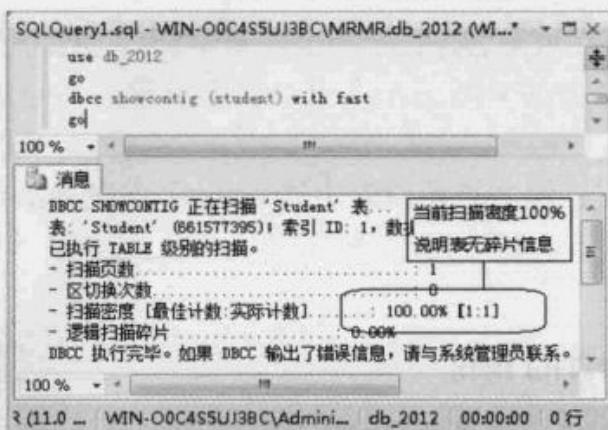 SQLQuery1.sql - WIN-O0C4S5UJ3BC\MRMR.db_2012 (WI...*
use db_2012
go
dbcc showcontig (student) with fast
go
100 %
消息
DBCC SHOWCONTIG 正在扫描 'Student' 表...
表: 'Student' (661577395); 索引 ID: 1, 数据
已执行 TABLE 级别的扫描。
- 扫描页数................................: 1
- 区切换次数..............................: 0
- 扫描密度 [最佳计数:实际计数].......: 100.00% [1:1]
- 逻辑扫描碎片 ..................: 0.00%
DBCC 执行完毕。如果 DBCC 输出了错误信息，请与系统管理员联系。
当前扫描密度100%
说明表无碎片信息
100 %
(11.0 ... WIN-O0C4S5UJ3BC\Admini... db_2012 00:00:00 0 行